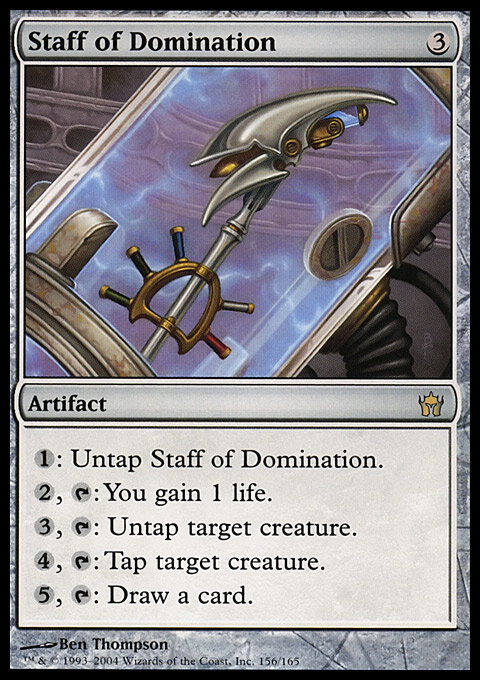 Staff of Domination 3
Artifact
1: Untap Staff of Domination.
2, : You gain 1 life.
3, : Untap target creature.
4, : Tap target creature.
5, : Draw a card.
Ben Thompson
™ & © 1993–2004 Wizards of the Coast, Inc. 156/165